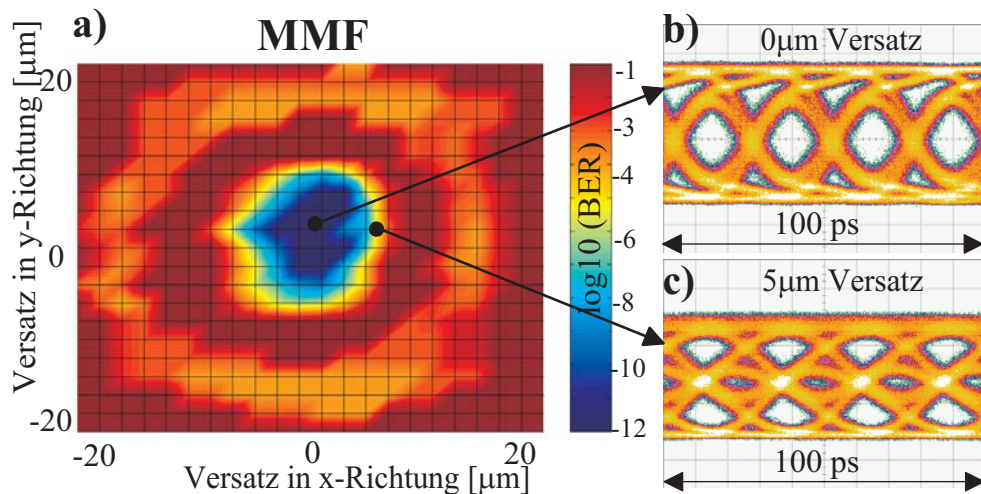 a)
MMF
Versatz in y-Richtung [µm]
20
0
-20
-20
0
20
Versatz in x-Richtung [µm]
-1
-3
-4
-6
-8
-10
-12
log10 (BER)
b)
0µm Versatz
100 ps
c)
5µm Versatz
100 ps